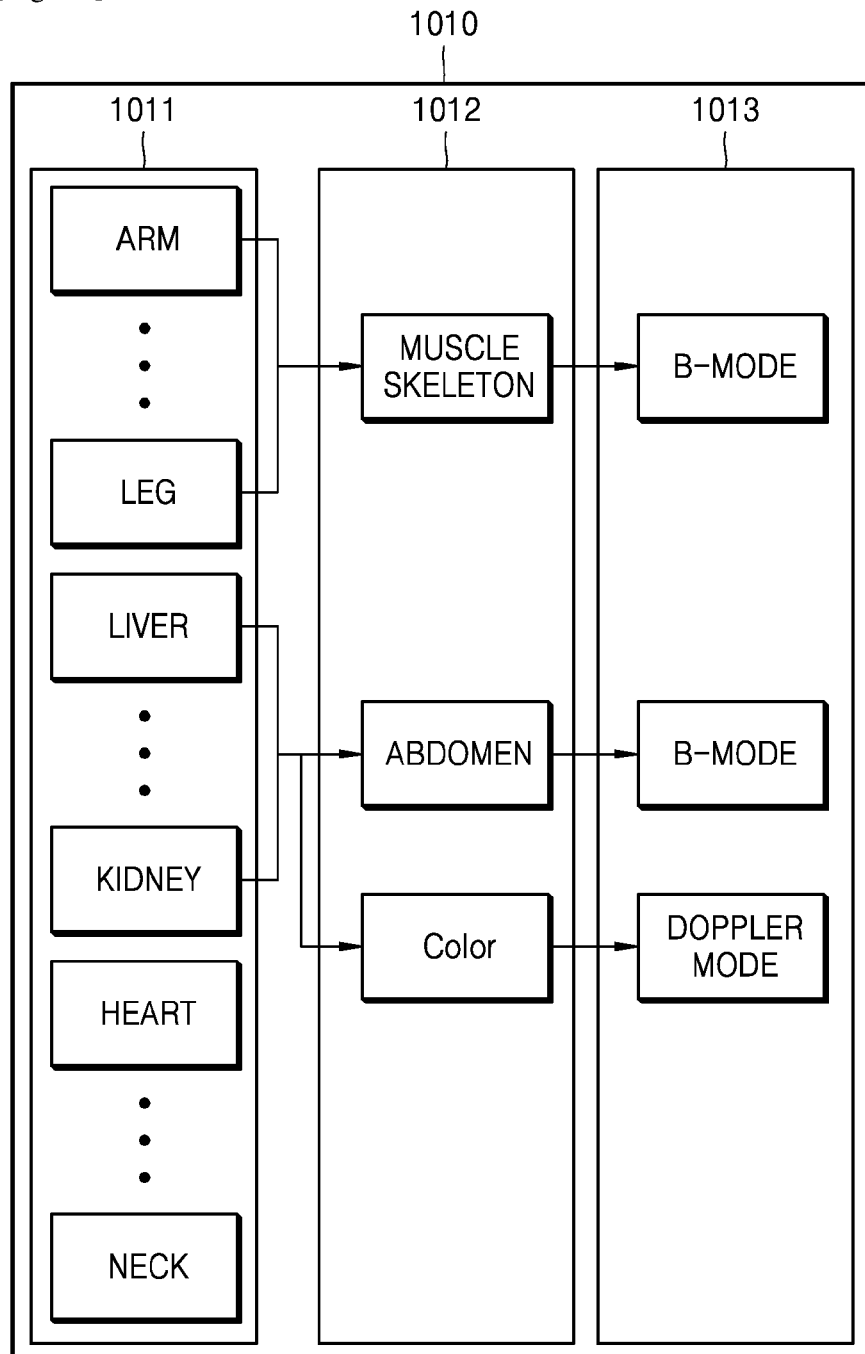 1010
1011
1012
1013
ARM
LEG
LIVER
KIDNEY
HEART
NECK
MUSCLE
SKELETON
ABDOMEN
Color
B-MODE
B-MODE
DOPPLER
MODE